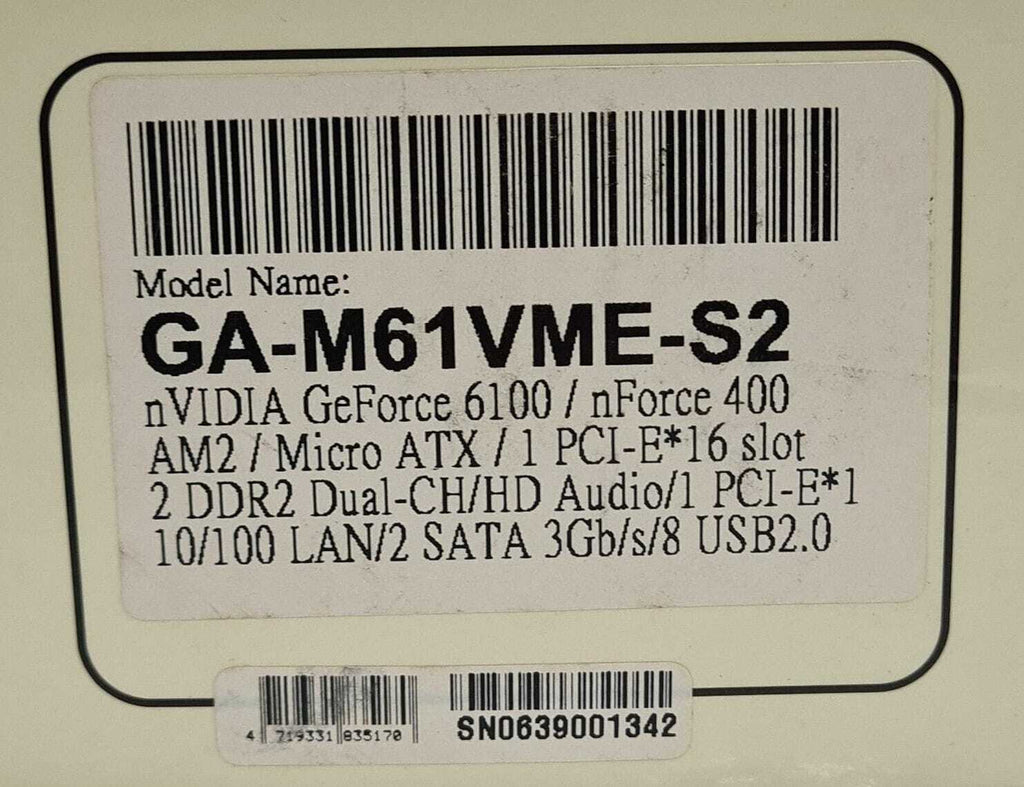 Model Name:
GA-M61VME-S2
nVIDIA GeForce 6100 / nForce 400
AM2 / Micro ATX / 1 PCI-E*16 slot
2 DDR2 Dual-CH/HD Audio/1 PCI-E*1
10/100 LAN/2 SATA 3Gb/s/8 USB2.0
4 719331 835170
SN0639001342